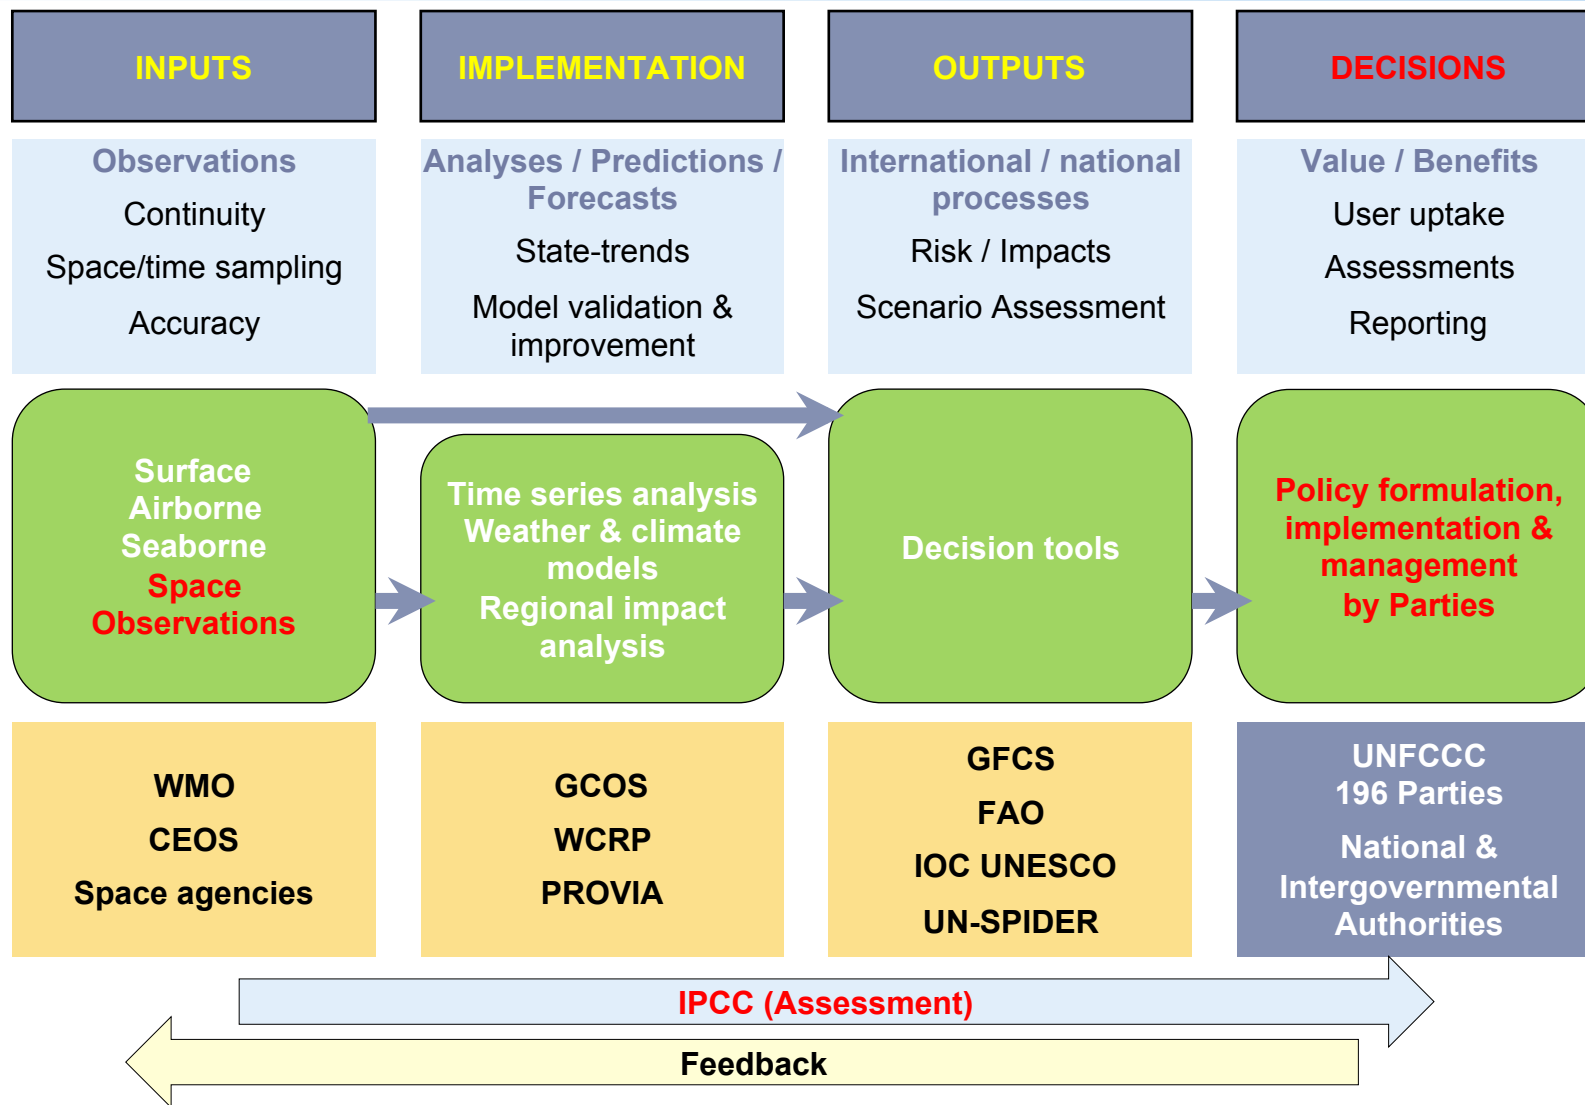 INPUTS
IMPLEMENTATION
OUTPUTS
DECISIONS
Observations
Continuity
Space/time sampling
Accuracy
Analyses / Predictions /
Forecasts
State-trends
Model validation &
improvement
International / national
processes
Risk / Impacts
Scenario Assessment
Value / Benefits
User uptake
Assessments
Reporting
Surface
Airborne
Seaborne
Space
Observations
Time series analysis
Weather & climate
models
Regional impact
analysis
Decision tools
Policy formulation,
implementation &
management
by Parties
WMO
CEOS
Space agencies
GCOS
WCRP
PROVIA
GFCS
FAO
IOC UNESCO
UN-SPIDER
UNFCCC
196 Parties
National &
Intergovernmental
Authorities
IPCC (Assessment)
Feedback